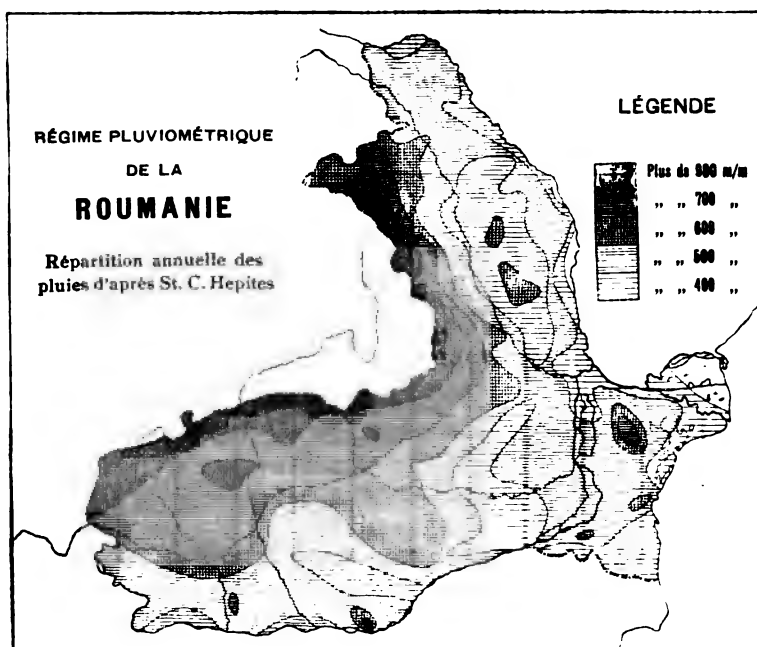 RÉGIME PLUVIOMÉTRIQUE
DE LA
ROUMANIE
Répartition annuelle des
pluies d'après St. C. Hepites
LÉGENDE
Plus de 900 m/m
„ „ 700 „
„ „ 600 „
„ „ 500 „
„ „ 400 „